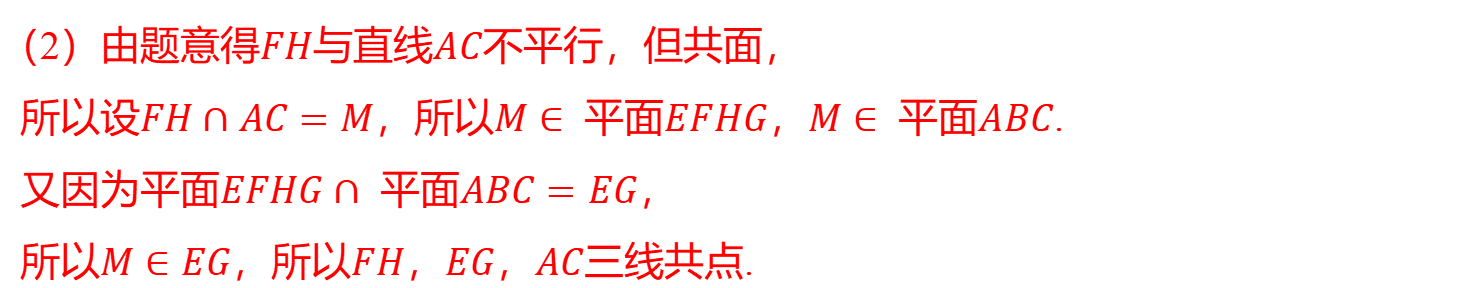 （2）由题意得FH与直线AC不平行，但共面，
所以设FH ∩ AC = M，所以M ∈ 平面EFHG，M ∈ 平面ABC.
又因为平面EFHG ∩ 平面ABC = EG，
所以M ∈ EG，所以FH，EG，AC三线共点.